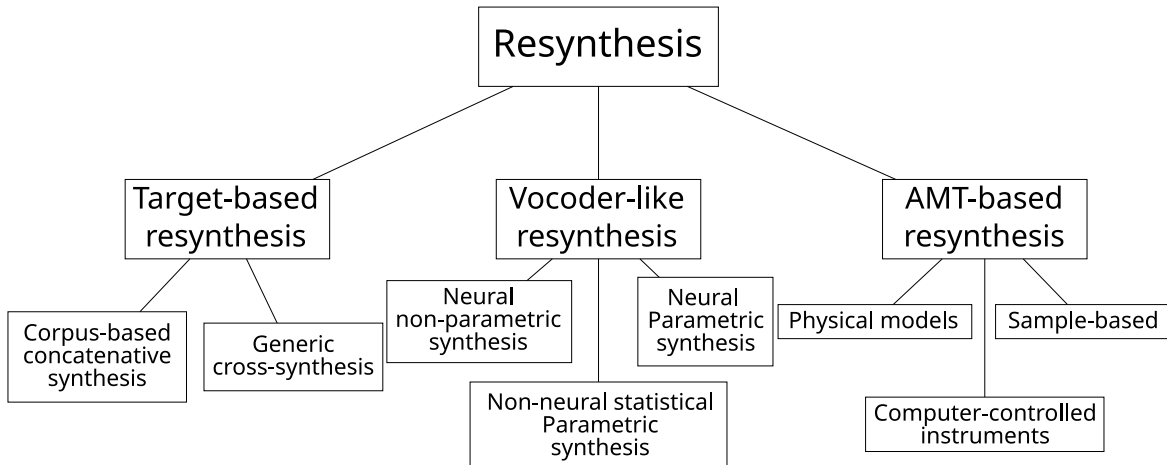 Resynthesis
Target-based
resynthesis
Vocoder-like
resynthesis
AMT-based
resynthesis
Corpus-based
concatenative
synthesis
Generic
cross-synthesis
Neural
non-parametric
synthesis
Non-neural statistical
Parametric
synthesis
Neural
Parametric
synthesis
Physical models
Computer-controlled
instruments
Sample-based